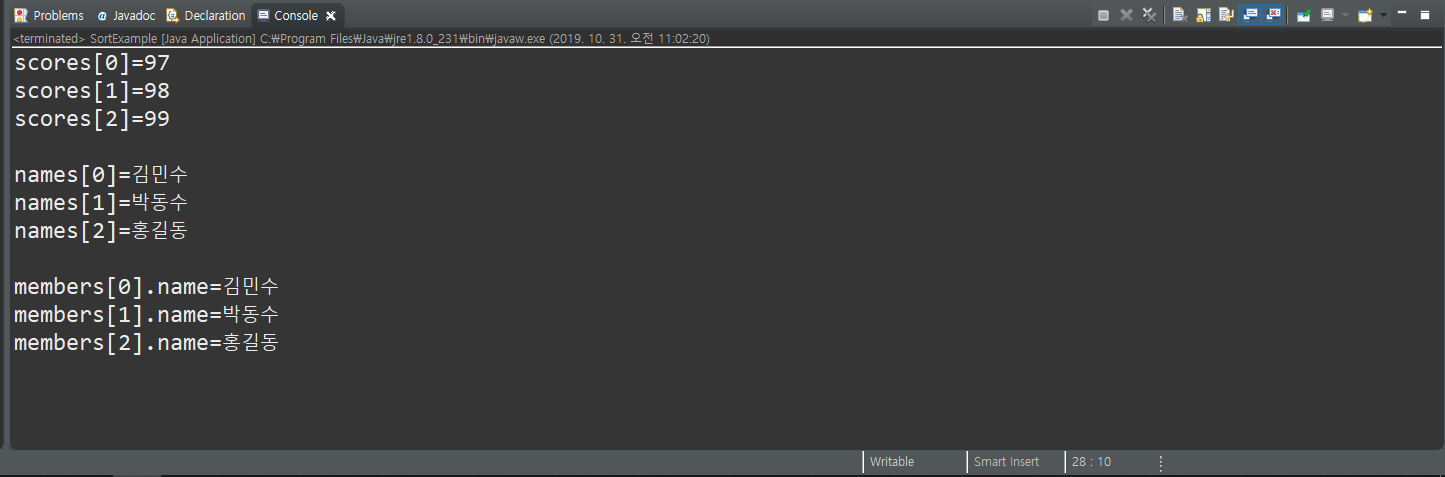 Problems @ Javadoc Declaration Console
<terminated> SortExample [Java Application] C:₩Program Files₩Java₩jre1.8.0_231₩bin₩javaw.exe (2019. 10. 31. 오전 11:02:20)
scores[0]=97
scores[1]=98
scores[2]=99
names[0]=김민수
names[1]=박동수
names[2]=홍길동
members[0].name=김민수
members[1].name=박동수
members[2].name=홍길동
Writable Smart Insert 28 : 10